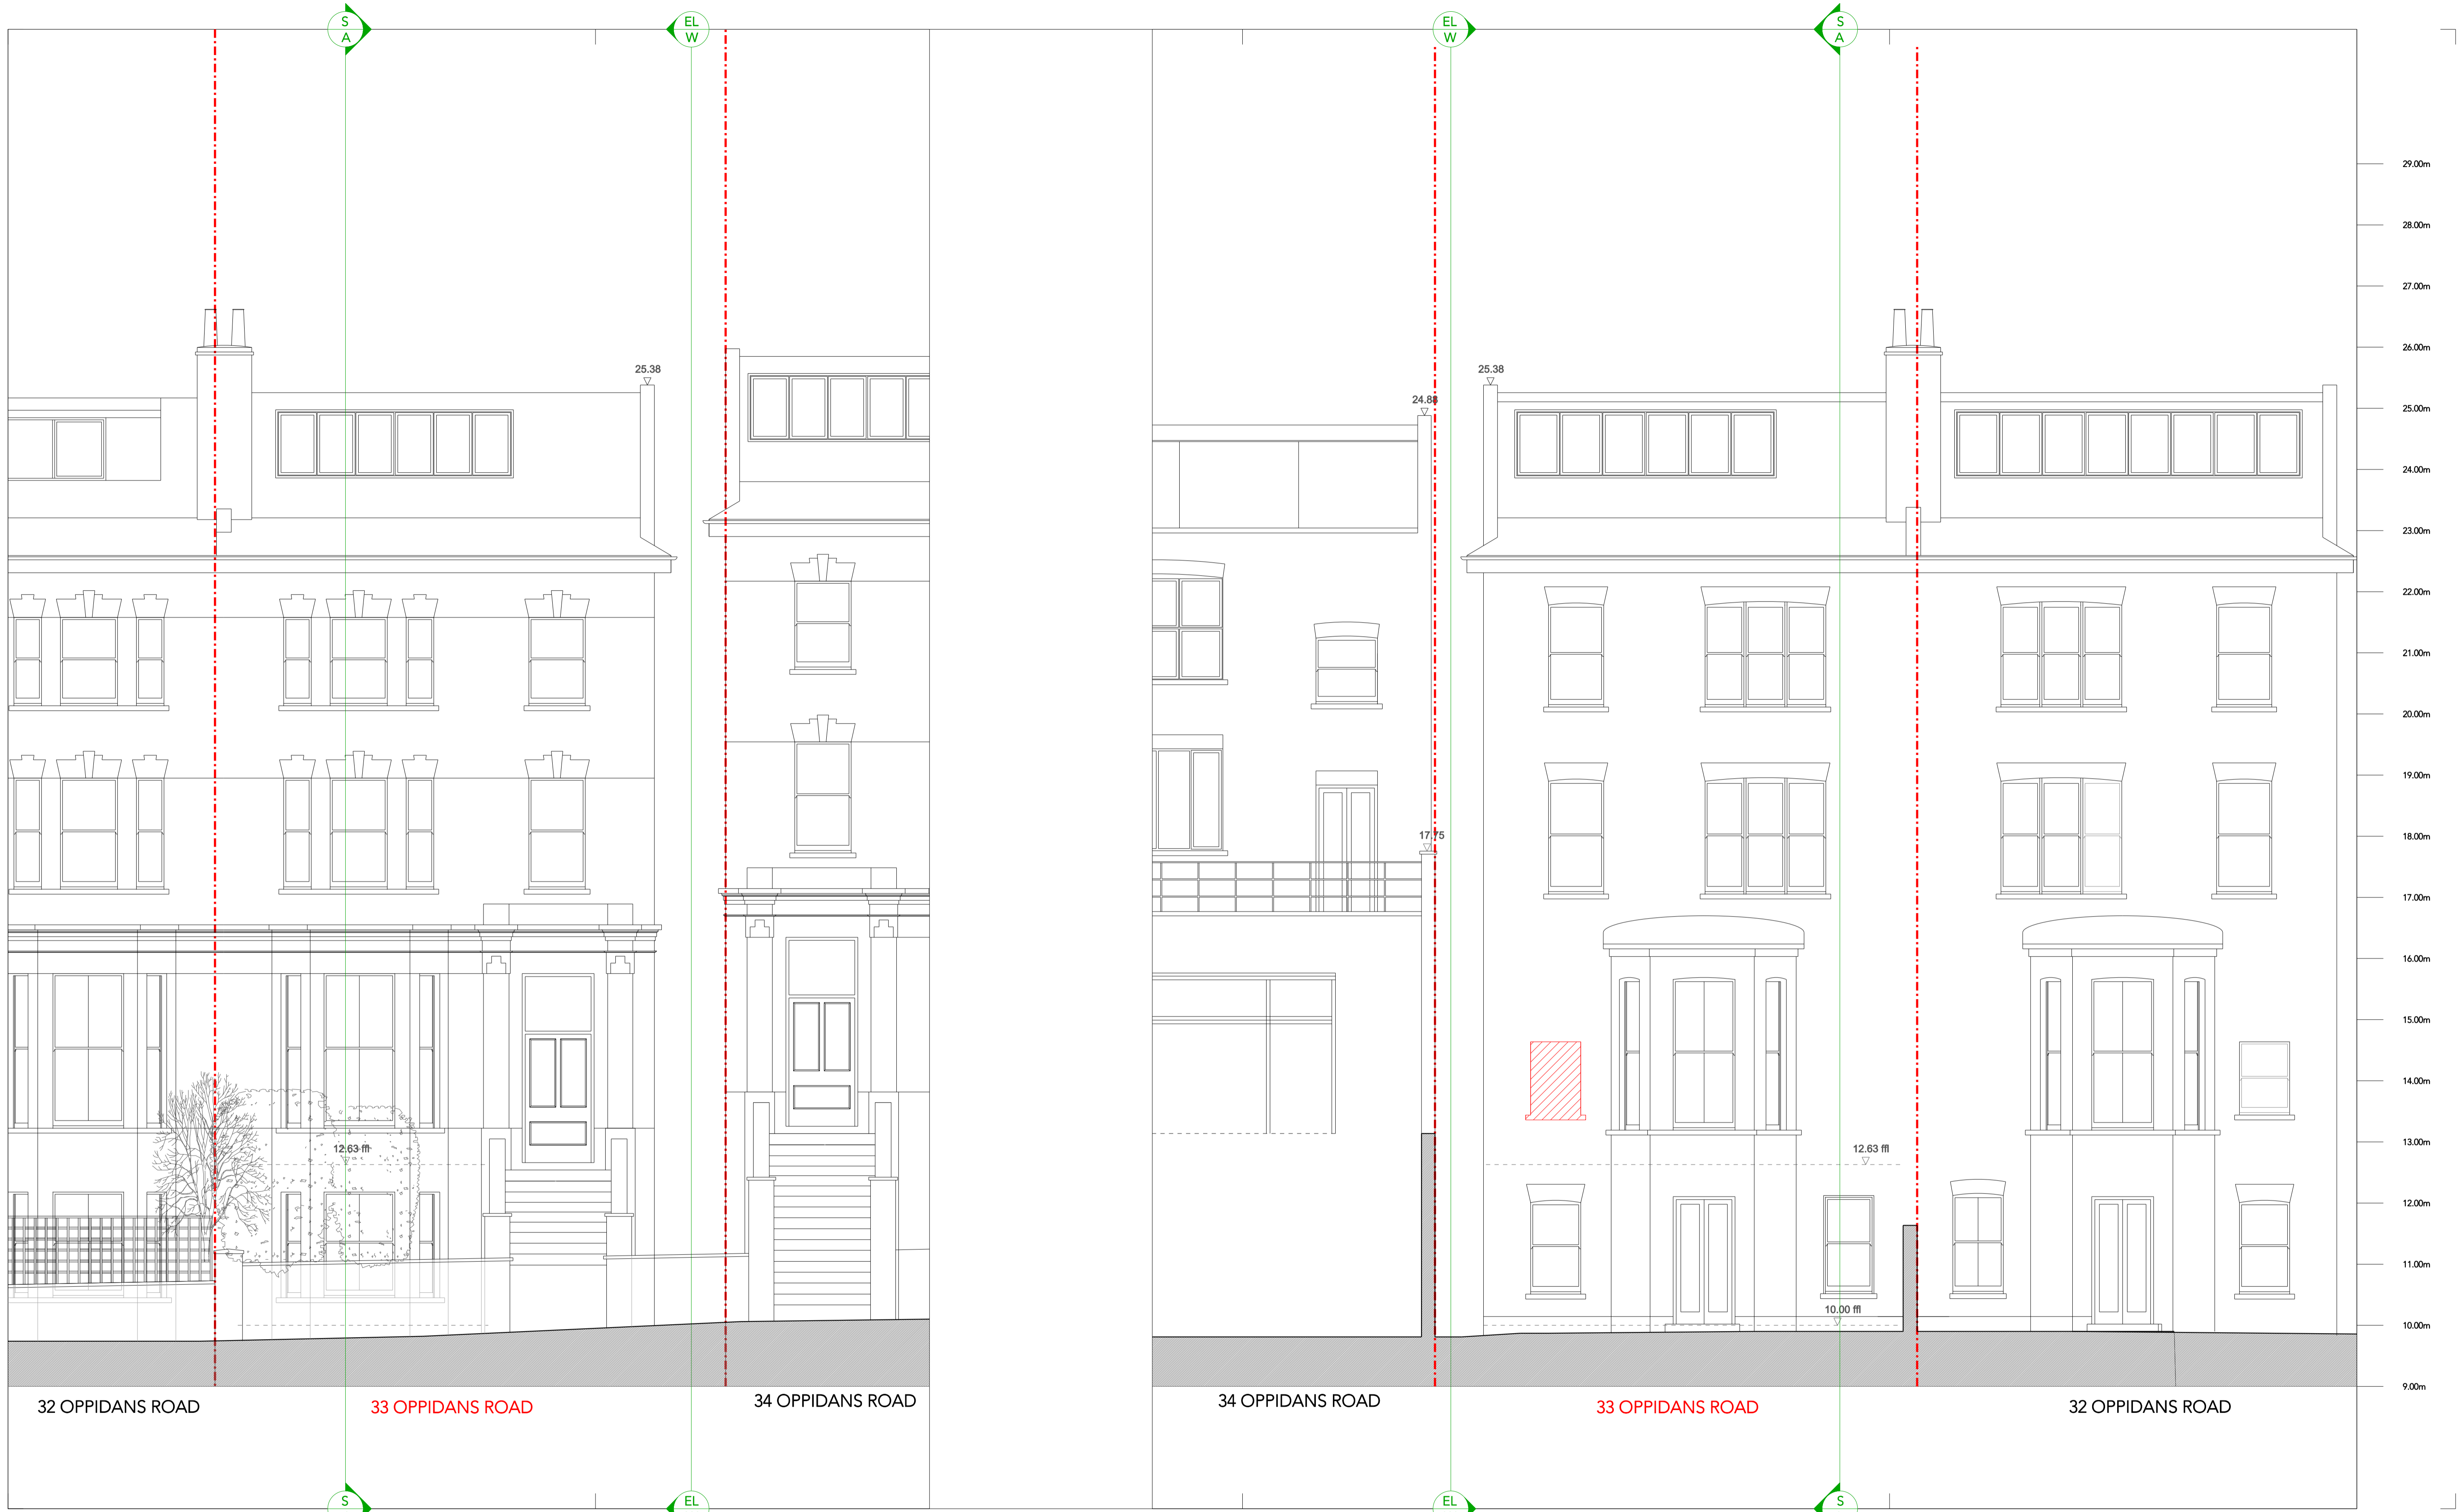 S
A
EL
W
EL
W
S
A
29.00m
28.00m
27.00m
26.00m
25.00m
24.00m
23.00m
22.00m
21.00m
20.00m
19.00m
18.00m
17.00m
16.00m
15.00m
14.00m
13.00m
12.00m
11.00m
10.00m
9.00m
25.38
24.88
25.38
17.75
12.63 ffl
12.63 ffl
10.00 ffl
32 OPPIDANS ROAD
33 OPPIDANS ROAD
34 OPPIDANS ROAD
34 OPPIDANS ROAD
33 OPPIDANS ROAD
32 OPPIDANS ROAD
S
EL
EL
S